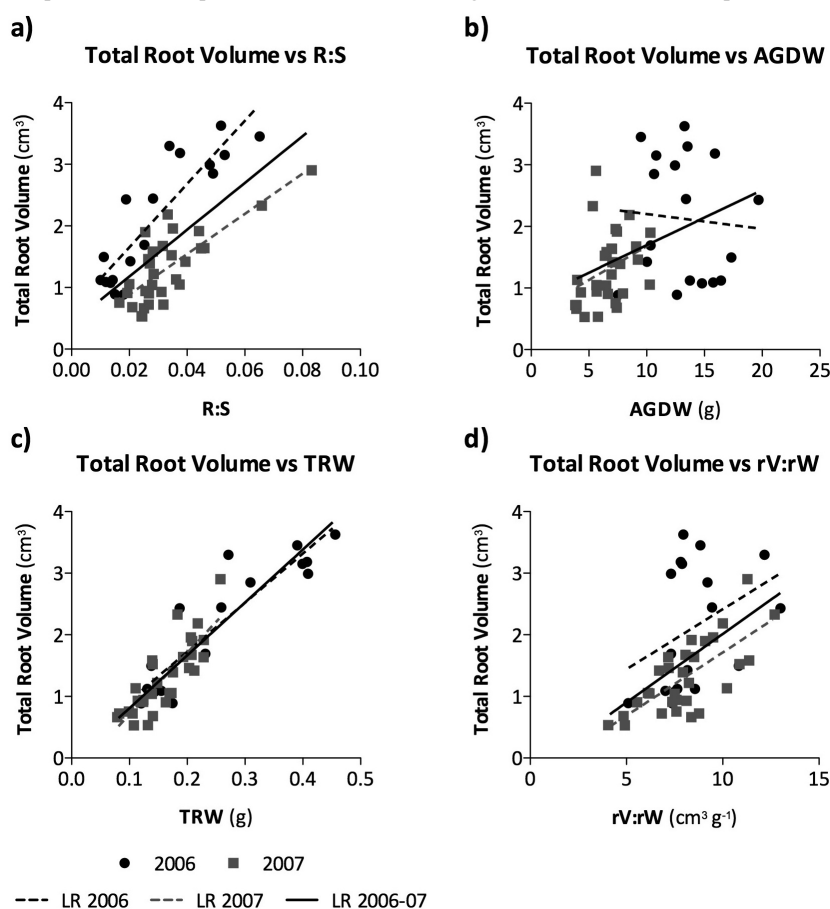 a)
Total Root Volume vs R:S
Total Root Volume (cm³)
4
3
2
1
0
0.00 0.02 0.04 0.06 0.08 0.10
R:S
b)
Total Root Volume vs AGDW
Total Root Volume (cm³)
4
3
2
1
0
0 5 10 15 20 25
AGDW (g)
c)
Total Root Volume vs TRW
Total Root Volume (cm³)
4
3
2
1
0
0.0 0.1 0.2 0.3 0.4 0.5
TRW (g)
d)
Total Root Volume vs rV:rW
Total Root Volume (cm³)
4
3
2
1
0
0 5 10 15
rV:rW (cm³ g⁻¹)
2006 2007
LR 2006 LR 2007 LR 2006-07